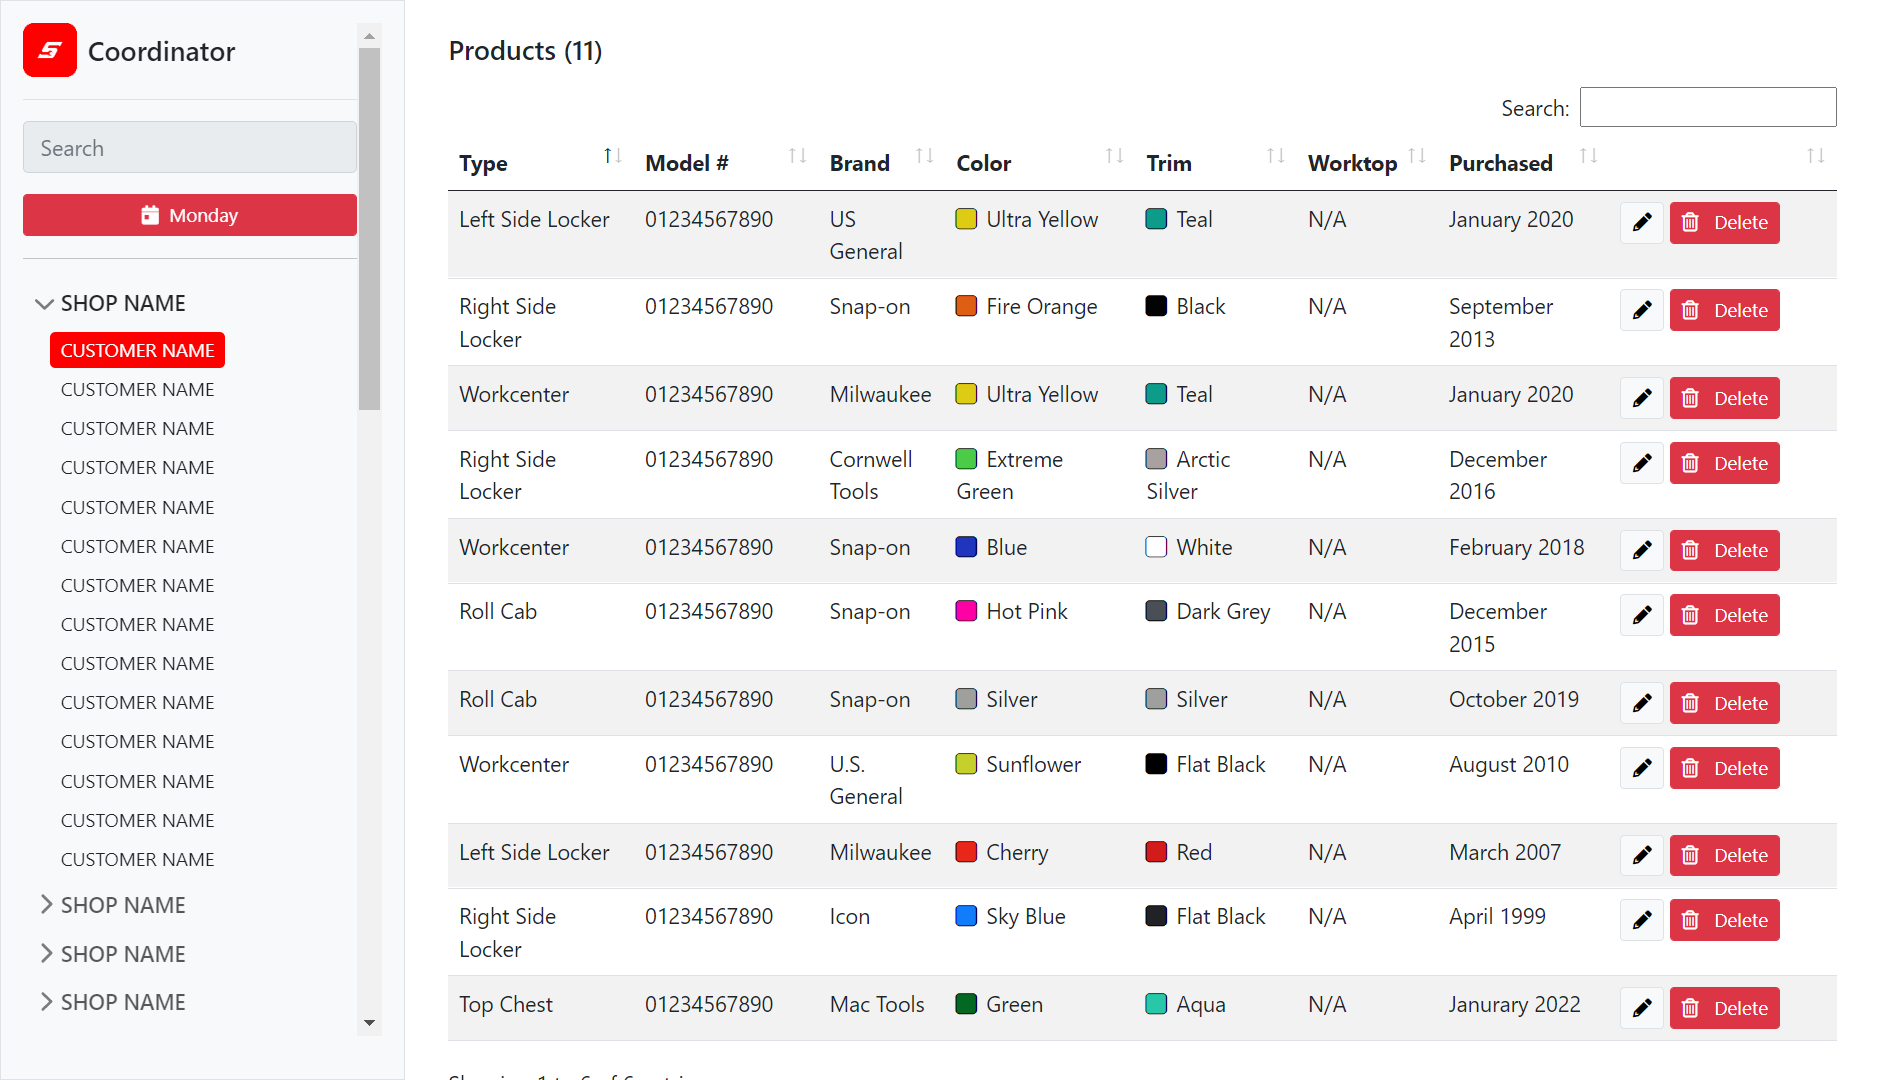 Coordinator
Search
Monday
SHOP NAME
CUSTOMER NAME
CUSTOMER NAME
CUSTOMER NAME
CUSTOMER NAME
CUSTOMER NAME
CUSTOMER NAME
CUSTOMER NAME
CUSTOMER NAME
CUSTOMER NAME
CUSTOMER NAME
CUSTOMER NAME
CUSTOMER NAME
CUSTOMER NAME
CUSTOMER NAME
SHOP NAME
SHOP NAME
SHOP NAME
Products (11)
Search:
Type Model # Brand Color Trim Worktop Purchased
Left Side Locker 01234567890 US Ultra Yellow Teal N/A January 2020 Delete
General
Right Side 01234567890 Snap-on Fire Orange Black N/A September Delete
Locker 2013
Workcenter 01234567890 Milwaukee Ultra Yellow Teal N/A January 2020 Delete
Right Side 01234567890 Cornwell Extreme Arctic N/A December Delete
Locker Tools Green Silver 2016
Workcenter 01234567890 Snap-on Blue White N/A February 2018 Delete
Roll Cab 01234567890 Snap-on Hot Pink Dark Grey N/A December Delete
2015
Roll Cab 01234567890 Snap-on Silver Silver N/A October 2019 Delete
Workcenter 01234567890 U.S. Sunflower Flat Black N/A August 2010 Delete
General
Left Side Locker 01234567890 Milwaukee Cherry Red N/A March 2007 Delete
Right Side 01234567890 Icon Sky Blue Flat Black N/A April 1999 Delete
Locker
Top Chest 01234567890 Mac Tools Green Aqua N/A Janurary 2022 Delete